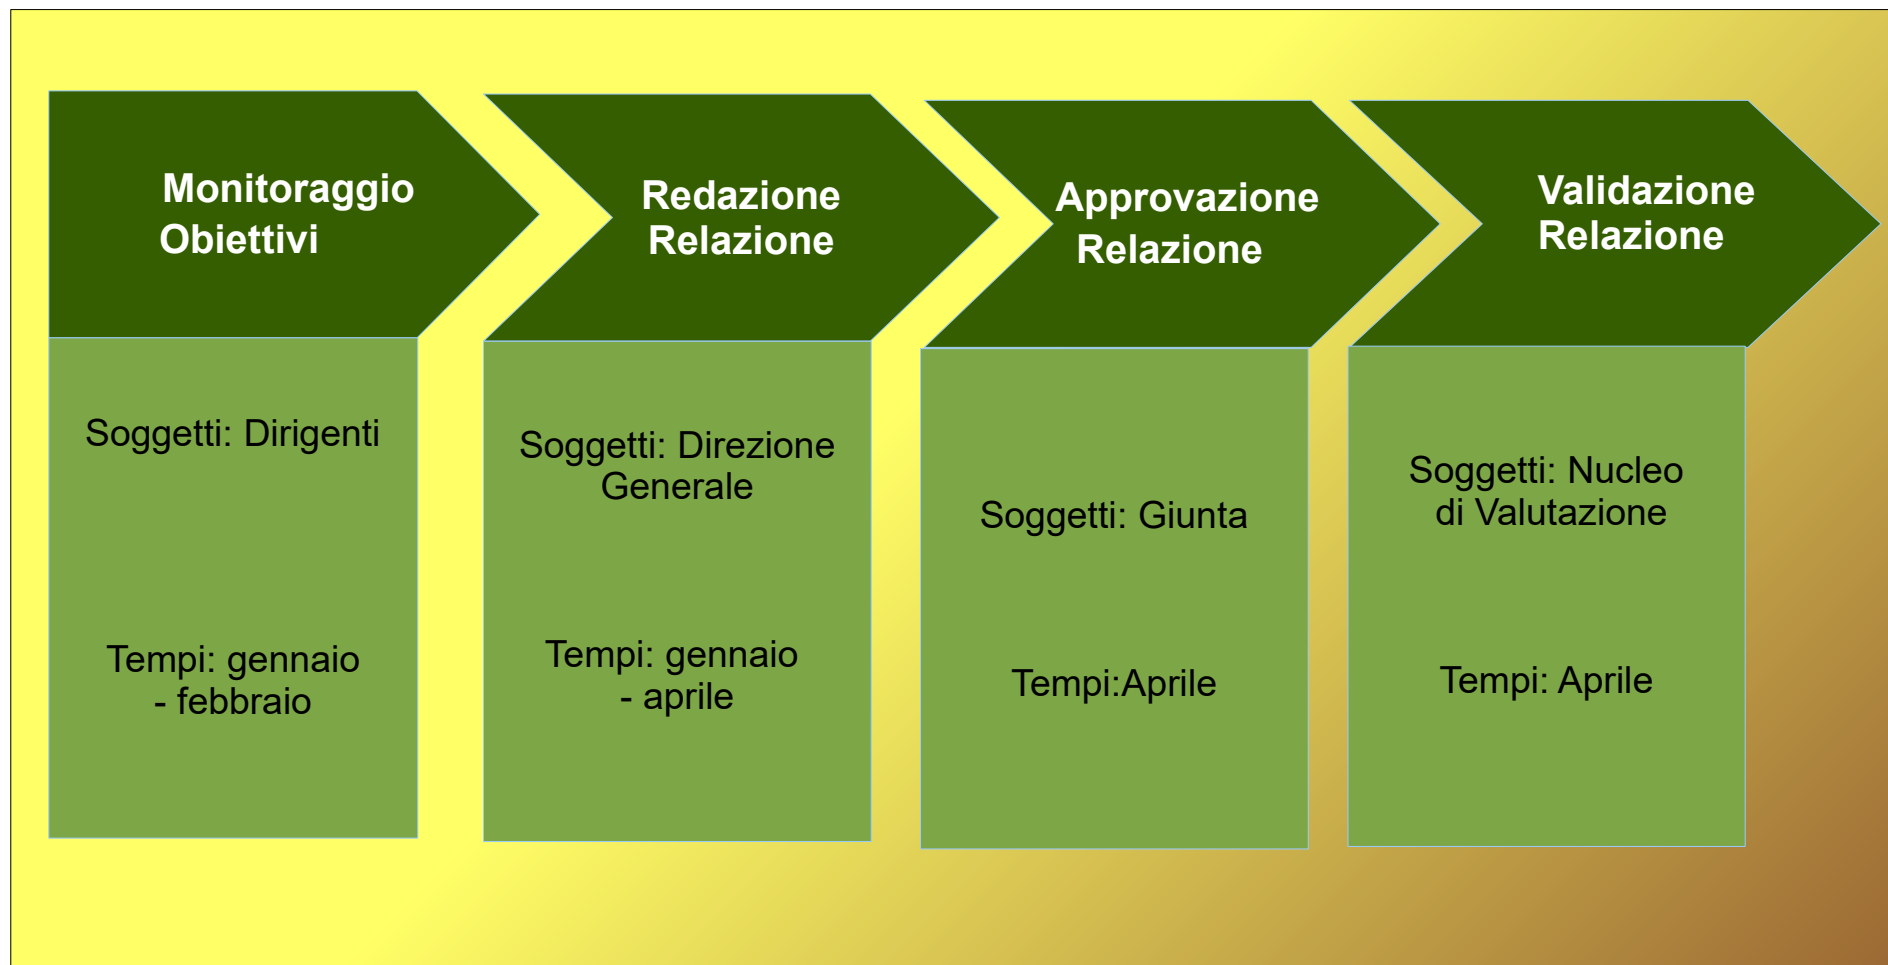 Monitoraggio
Obiettivi
Soggetti: Dirigenti
Tempi: gennaio
- febbraio
Redazione
Relazione
Soggetti: Direzione
Generale
Tempi: gennaio
- aprile
Approvazione
Relazione
Soggetti: Giunta
Tempi:Aprile
Validazione
Relazione
Soggetti: Nucleo
di Valutazione
Tempi: Aprile